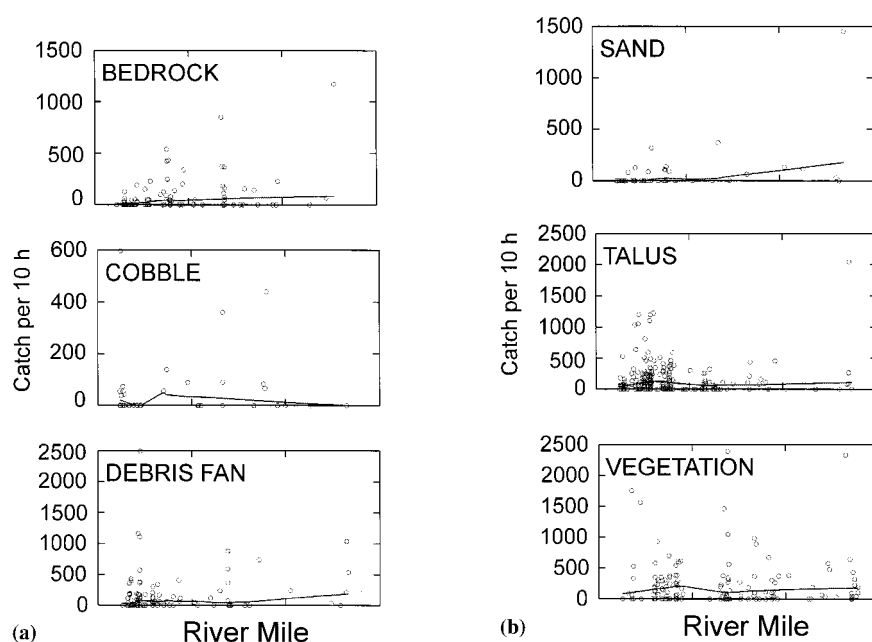 BEDROCK
1500
1000
500
0
COBBLE
600
400
200
0
DEBRIS FAN
2500
2000
1500
1000
500
0
Catch per 10 h
River Mile
(a)
SAND
1500
1000
500
0
TALUS
2500
2000
1500
1000
500
0
VEGETATION
2500
2000
1500
1000
500
0
Catch per 10 h
River Mile
(b)